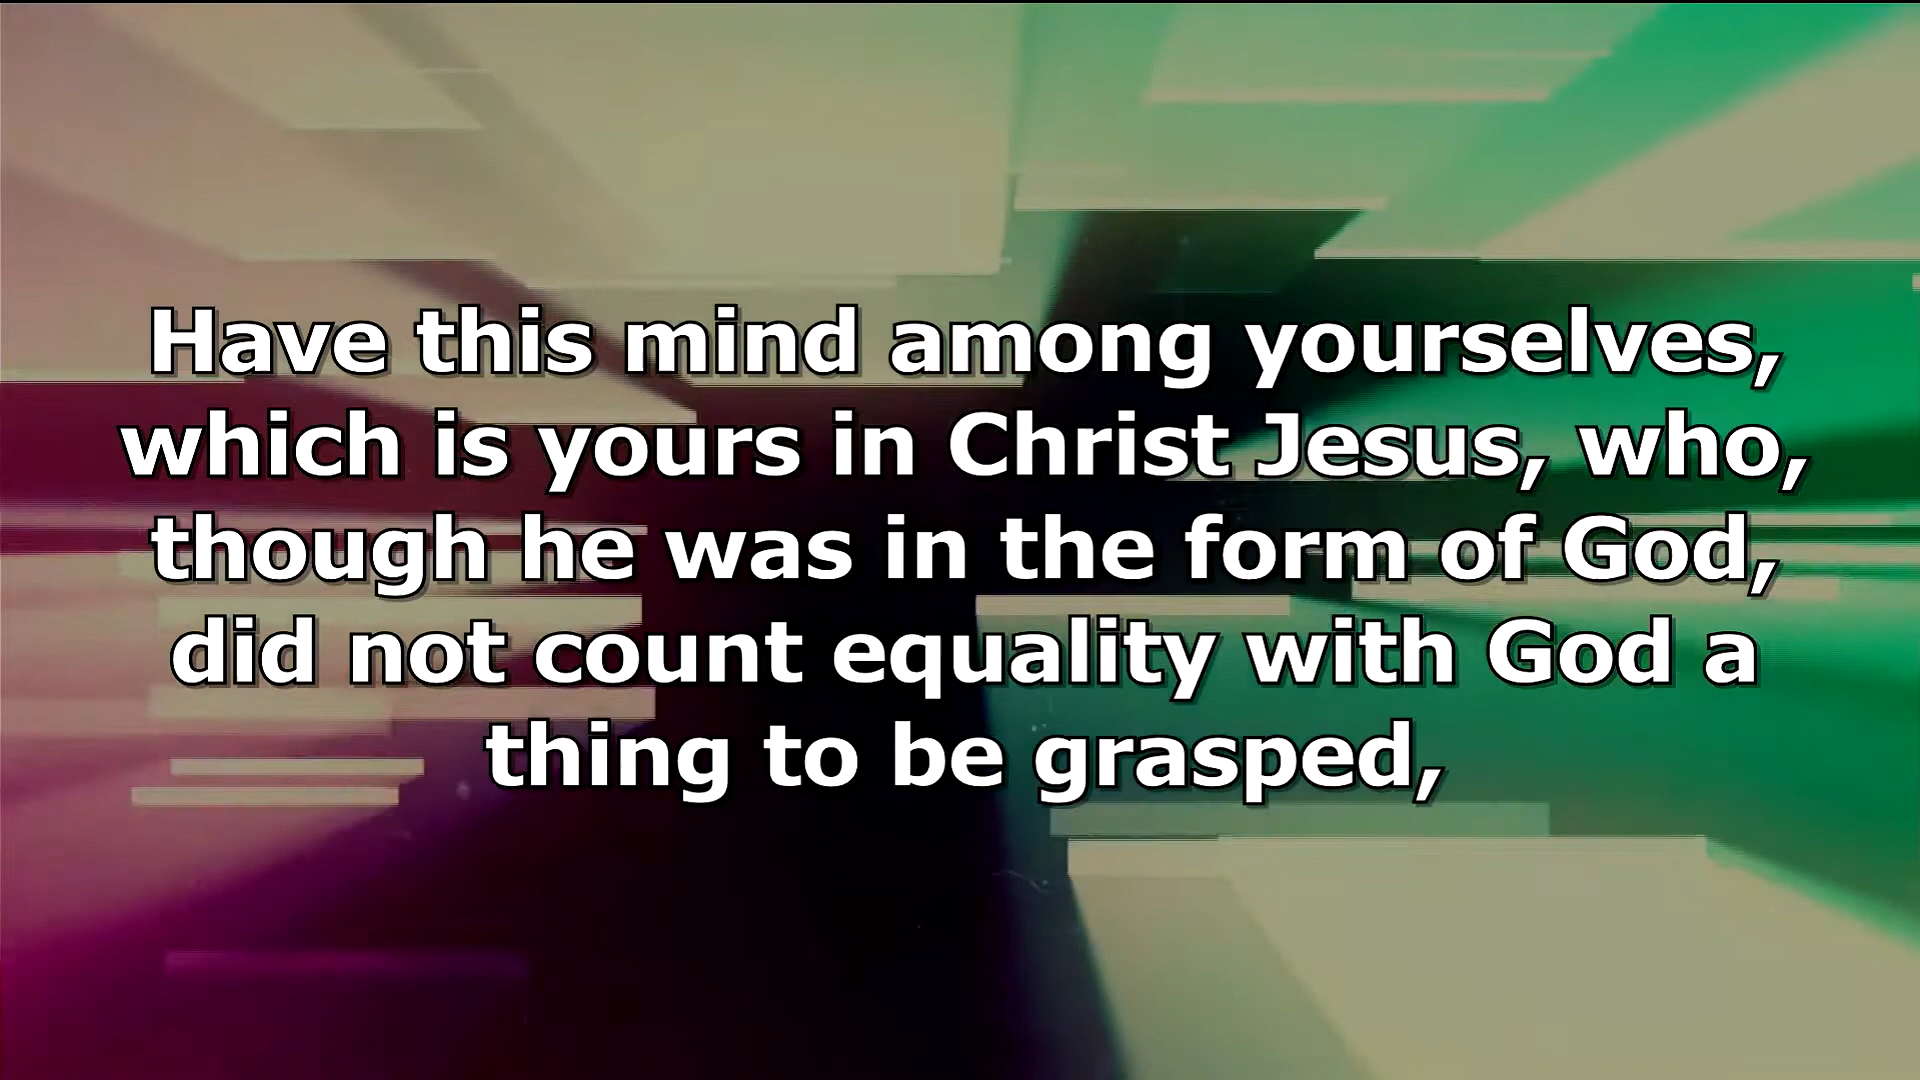 Have this mind among yourselves,
which is yours in Christ Jesus, who,
though he was in the form of God,
did not count equality with God a
thing to be grasped,